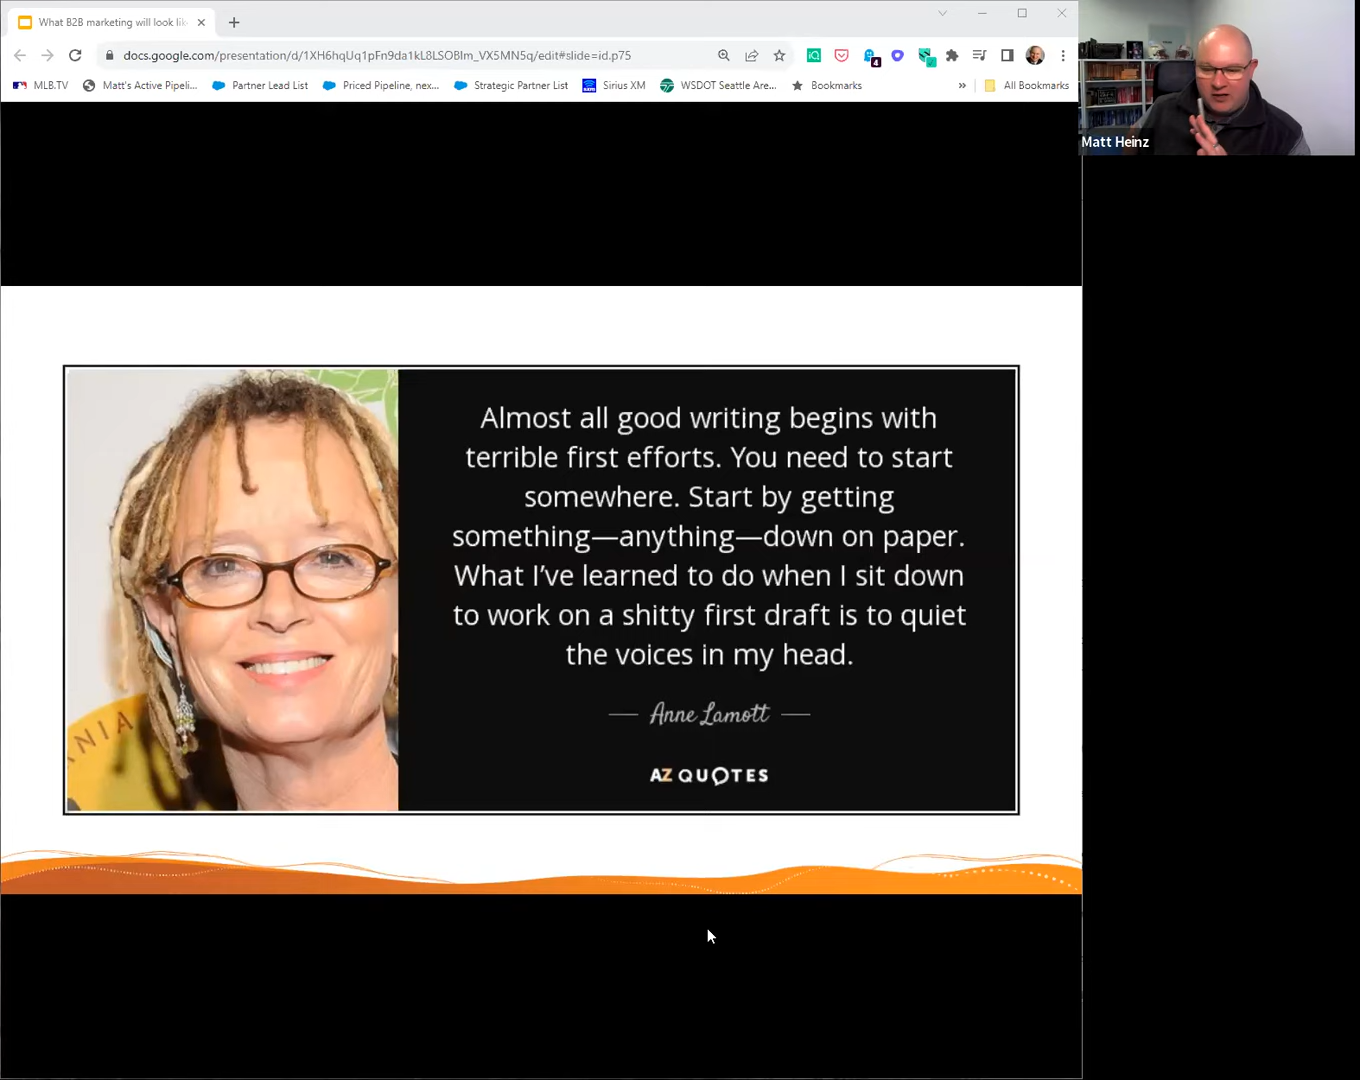 What B2B marketing will look lik
docs.google.com/presentation/d/1XH6hqUq1pFn9da1kL8LSOBIm_VX5MN5q/edit#slide=id.p75
4
MLB.TV
Matt's Active Pipeli...
Partner Lead List
Priced Pipeline, nex...
Strategic Partner List
Sirius XM
WSDOT Seattle Are...
Bookmarks
»
All Bookmarks
Matt Heinz
Almost all good writing begins with
terrible first efforts. You need to start
somewhere. Start by getting
something—anything—down on paper.
What I’ve learned to do when I sit down
to work on a shitty first draft is to quiet
the voices in my head.
Anne Lamott
AZ QUOTES
NIA